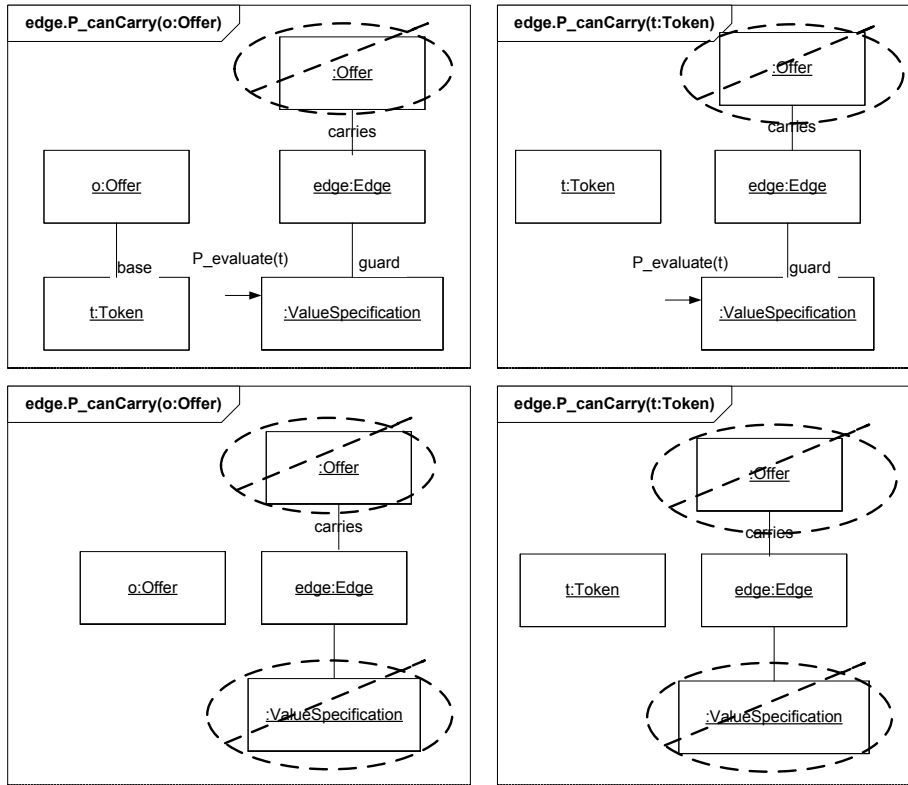 edge.P_canCarry(o:Offer)
:Offer
carries
o:Offer
edge:Edge
base
P_evaluate(t)
guard
t:Token
:ValueSpecification
edge.P_canCarry(t:Token)
:Offer
carries
t:Token
edge:Edge
P_evaluate(t)
guard
:ValueSpecification
edge.P_canCarry(o:Offer)
:Offer
carries
o:Offer
edge:Edge
:ValueSpecification
edge.P_canCarry(t:Token)
:Offer
carries
t:Token
edge:Edge
:ValueSpecification